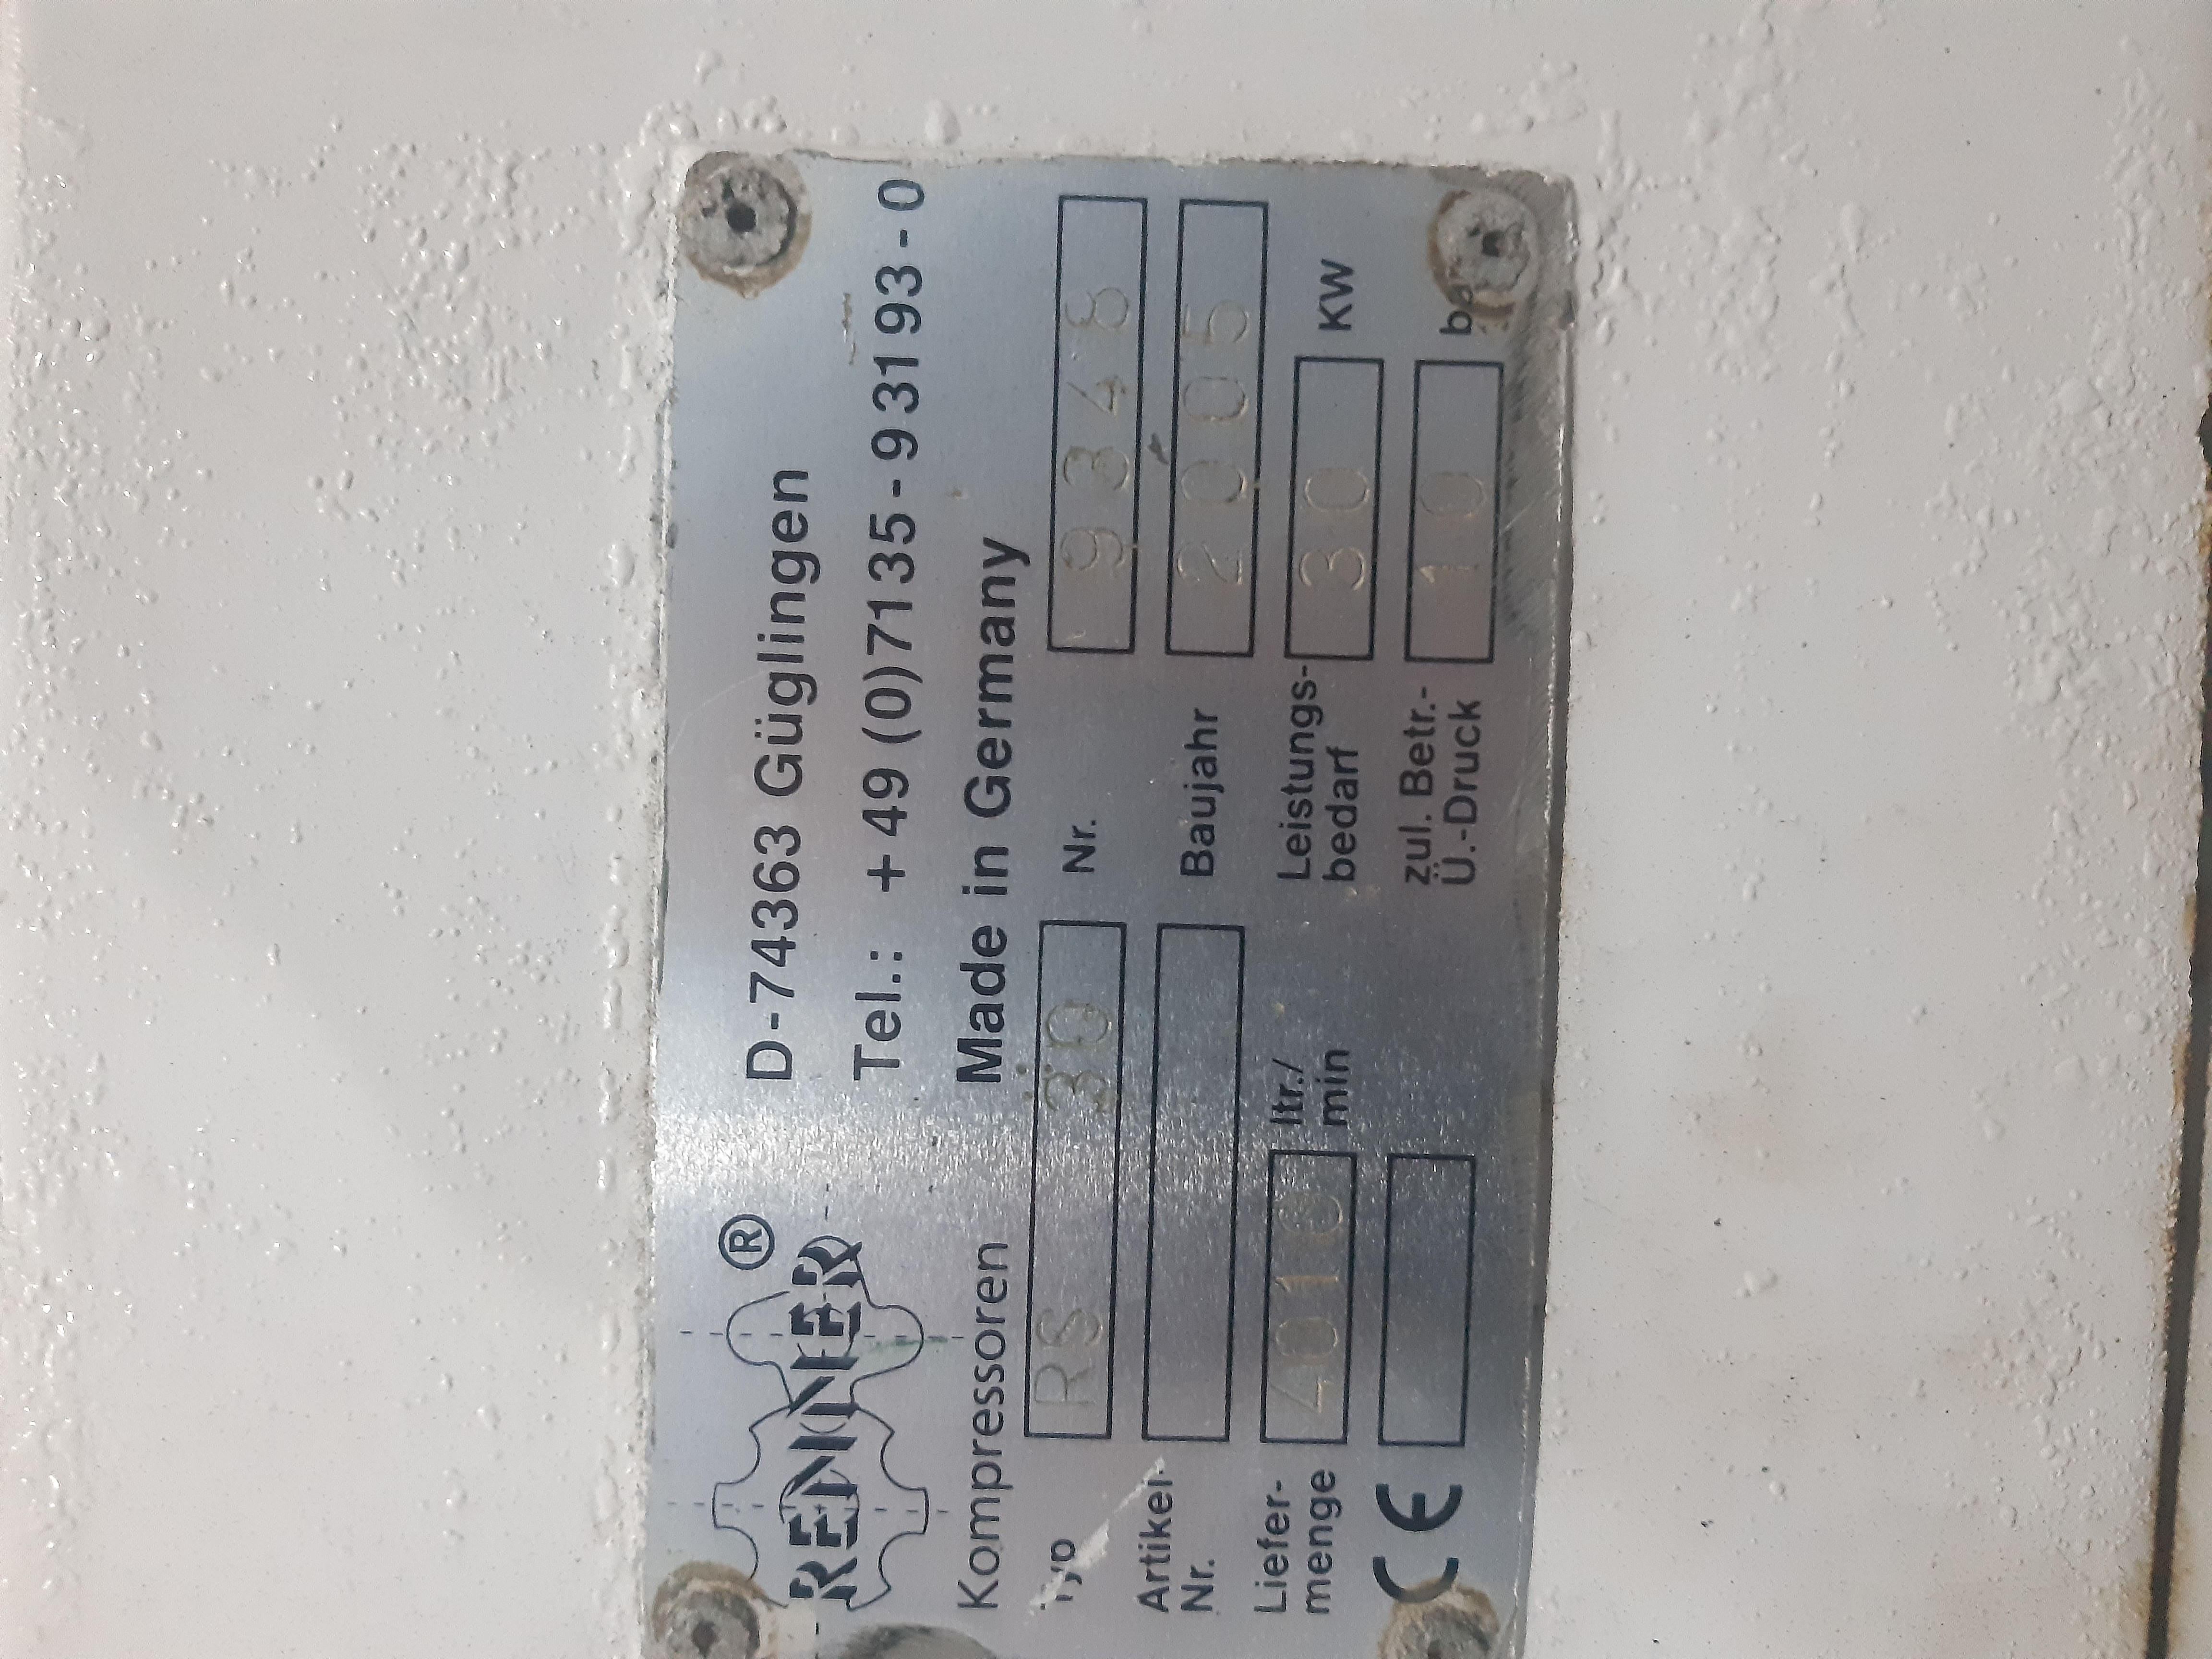 RENNER ®
D-74363 Güglingen
Tel.: +49 (0)7135-93193-0
Kompressoren Made in Germany
Typ RS 30 Nr. 9346
Artikel-Nr. Baujahr 2005
Liefer-menge 4010 ltr./min Leistungs-bedarf 30 KW
CE zul. Betr.-Ü.-Druck 10 bar